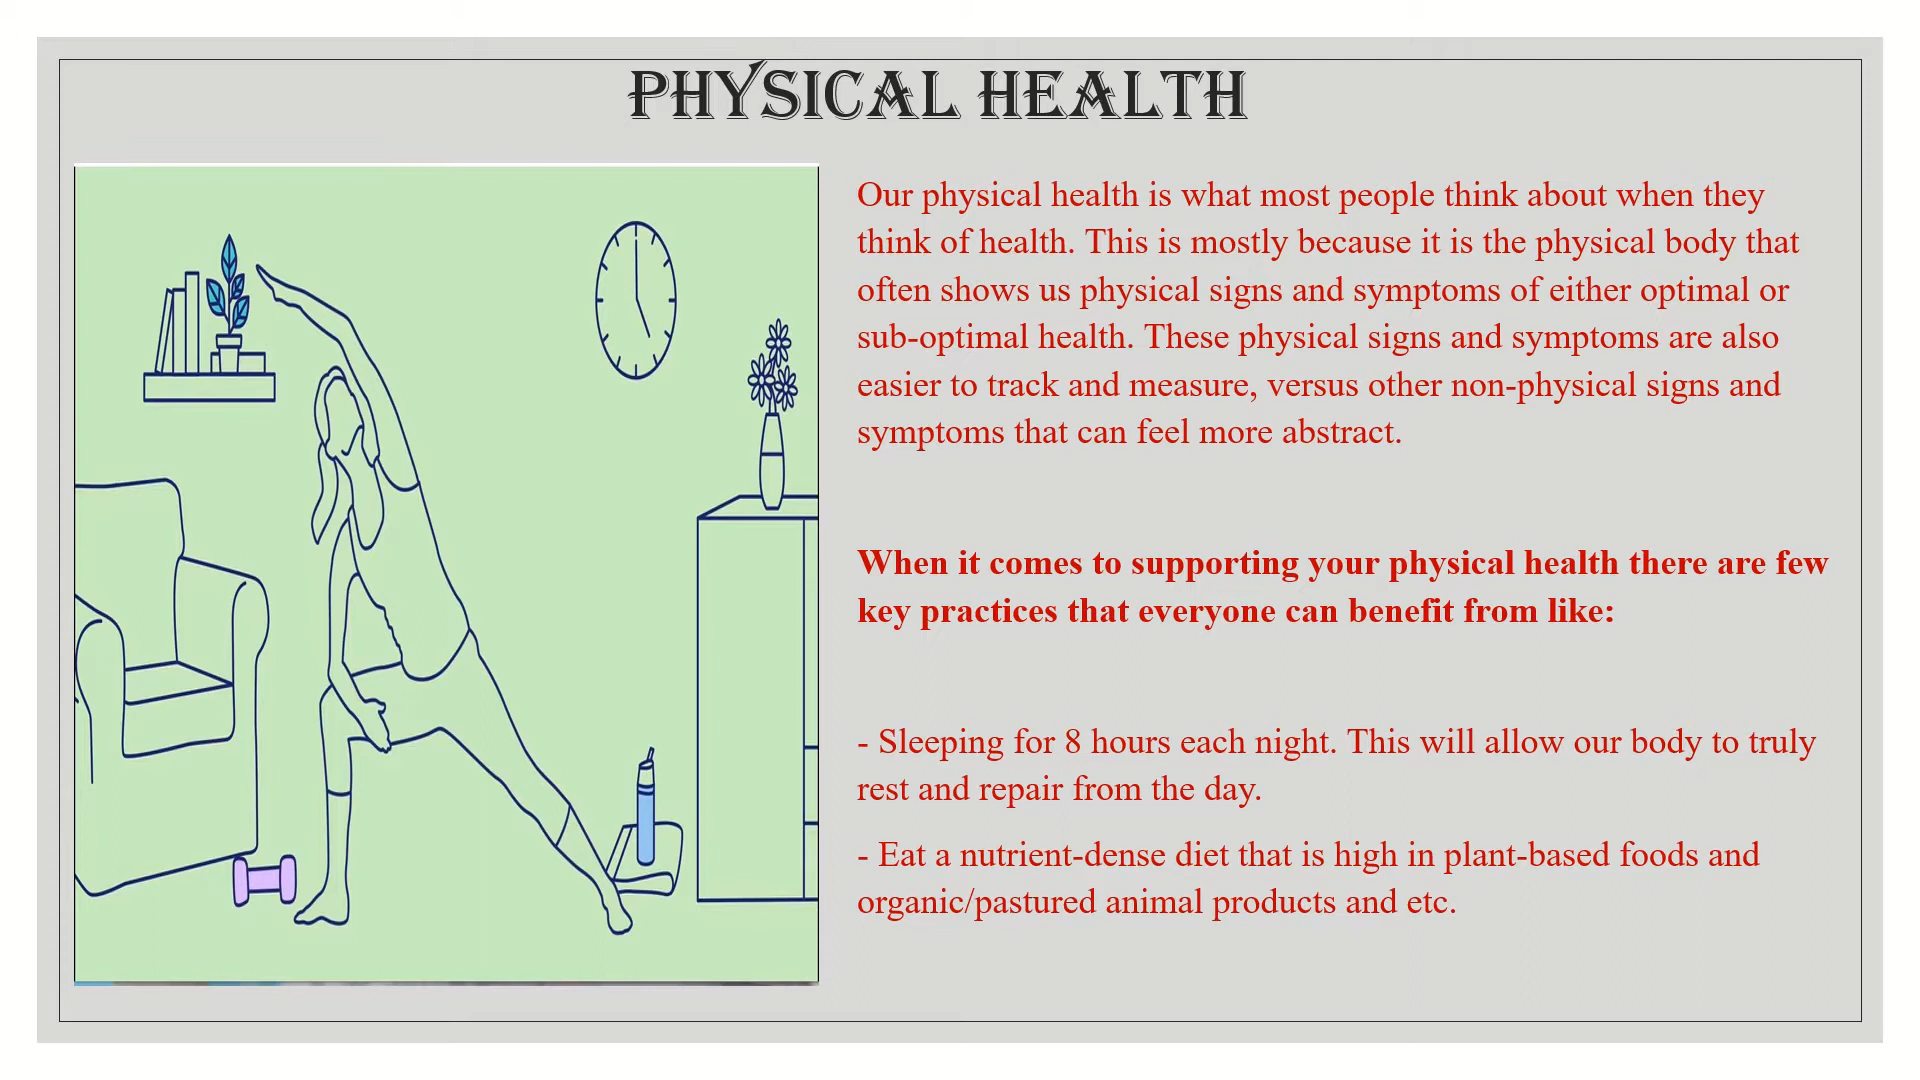 PHYSICAL HEALTH
Our physical health is what most people think about when they
think of health. This is mostly because it is the physical body that
often shows us physical signs and symptoms of either optimal or
sub-optimal health. These physical signs and symptoms are also
easier to track and measure, versus other non-physical signs and
symptoms that can feel more abstract.
When it comes to supporting your physical health there are few
key practices that everyone can benefit from like:
- Sleeping for 8 hours each night. This will allow our body to truly
rest and repair from the day.
- Eat a nutrient-dense diet that is high in plant-based foods and
organic/pastured animal products and etc.